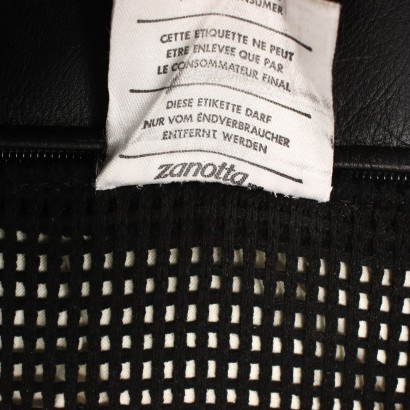 CONSUMER
CETTE ETIQUETTE NE PEUT
ETRE ENLEVEE QUE PAR
LE CONSOMMATEUR FINAL
DIESE ETIKETTE DARF
NUR VOM ENDVERBRAUCHER
ENTFERNT WERDEN
zanotta